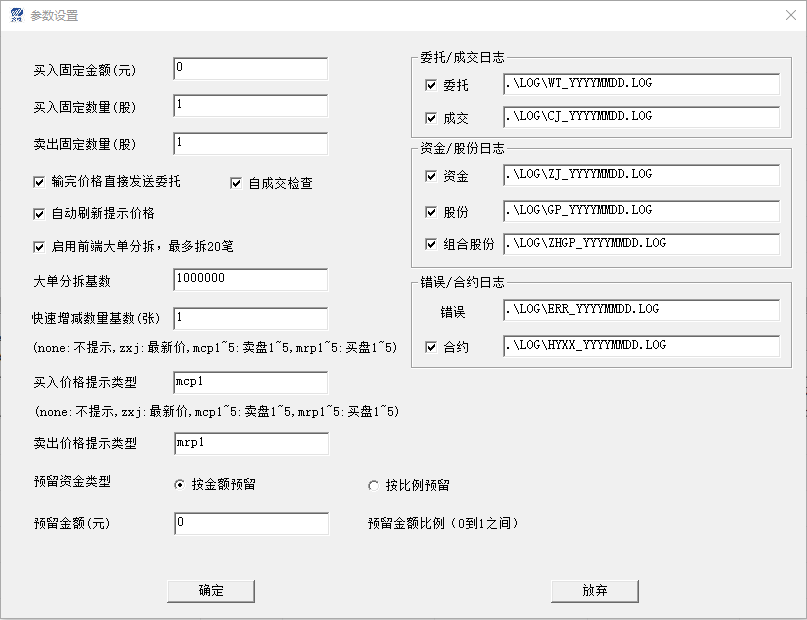 参数设置
买入固定金额(元) 0
买入固定数量(股) 1
卖出固定数量(股) 1
输完价格直接发送委托 自成交检查
自动刷新提示价格
启用前端大单分拆，最多拆20笔
大单分拆基数 1000000
快速增减数量基数(张) 1
(none:不提示,zxj:最新价,mcp1~5:卖盘1~5,mrp1:买盘1~5)
买入价格提示类型 mcp1
(none:不提示,zxj:最新价,mcp1~5:卖盘1~5,mrp1:买盘1~5)
卖出价格提示类型 mrp1
预留资金类型 按金额预留 按比例预留
预留金额(元) 0 预留金额比例（0到1之间）
委托/成交日志
委托 .\LOG\WT_YYYYMMDD.LOG
成交 .\LOG\CJ_YYYYMMDD.LOG
资金/股份日志
资金 .\LOG\ZJ_YYYYMMDD.LOG
股份 .\LOG\GP_YYYYMMDD.LOG
组合股份 .\LOG\ZHGP_YYYYMMDD.LOG
错误/合约日志
错误 .\LOG\ERR_YYYYMMDD.LOG
合约 .\LOG\HYXX_YYYYMMDD.LOG
确定 放弃